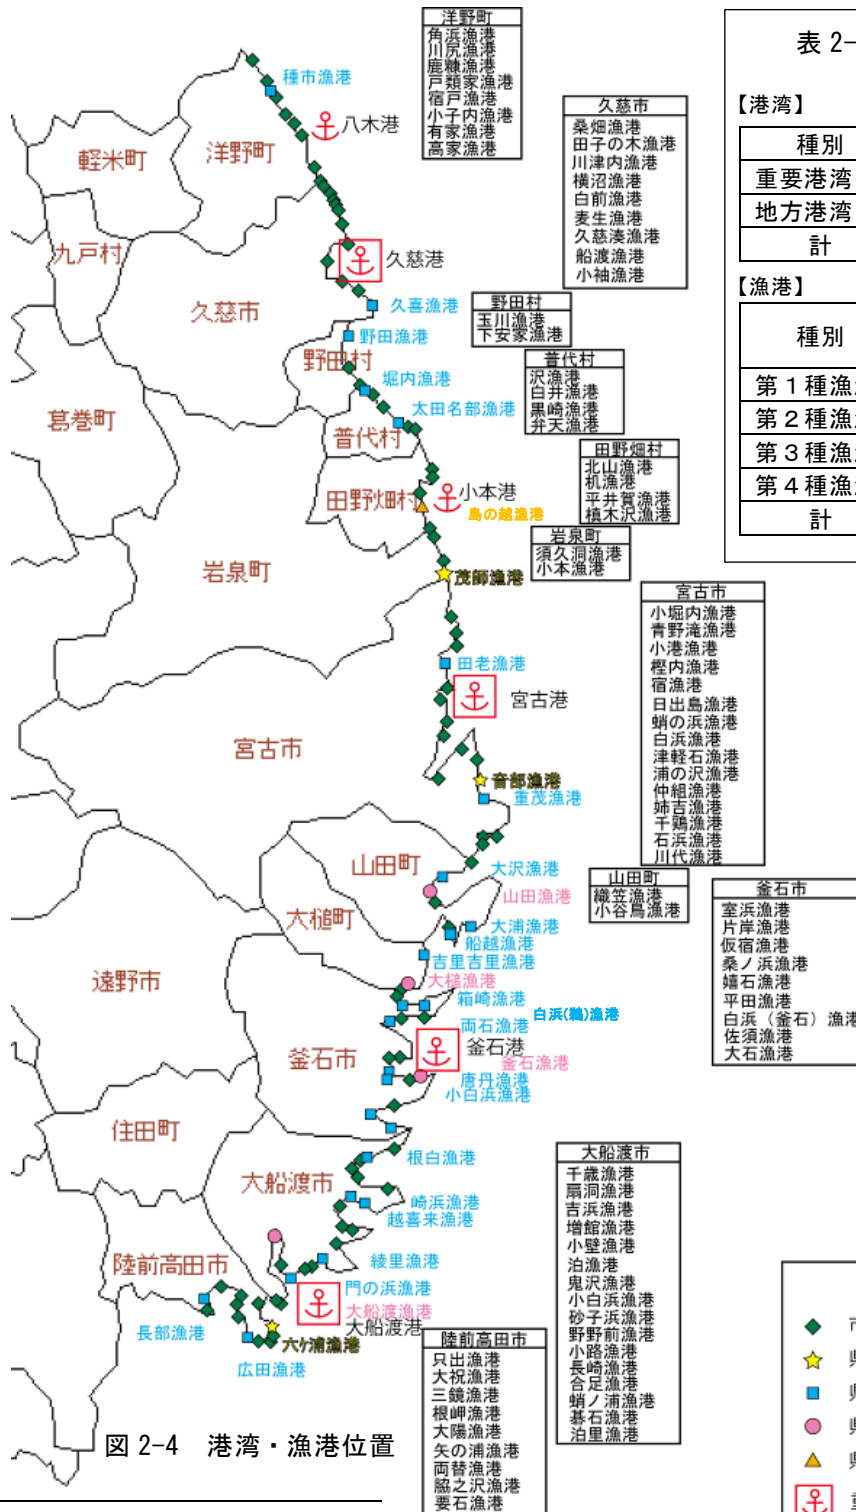 洋野町
角浜漁港
川尻漁港
鹿糠漁港
戸類家漁港
宿戸漁港
小子内漁港
有家漁港
高家漁港
久慈市
桑畑漁港
田子の木漁港
川津内漁港
横沼漁港
白前漁港
麦生漁港
久慈湊漁港
船渡漁港
小袖漁港
野田村
玉川漁港
下安家漁港
普代村
沢漁港
白井漁港
黒崎漁港
弁天漁港
田野畑村
北山漁港
机漁港
平井賀漁港
槙木沢漁港
岩泉町
須久洞漁港
小本漁港
宮古市
小堀内漁港
青野滝漁港
小港漁港
樫内漁港
宿漁港
日出島漁港
蛸の浜漁港
白浜漁港
津軽石漁港
浦の沢漁港
仲組漁港
姉吉漁港
千鶏漁港
石浜漁港
川代漁港
山田町
織笠漁港
小谷鳥漁港
釜石市
室浜漁港
片岸漁港
仮宿漁港
桑ノ浜漁港
嬉石漁港
平田漁港
白浜（釜石）漁港
佐須漁港
大石漁港
大船渡市
千歳漁港
扇洞漁港
吉浜漁港
増館漁港
小壁漁港
泊漁港
鬼沢漁港
小白浜漁港
砂子浜漁港
野野前漁港
小路漁港
長崎漁港
合足漁港
蛸ノ浦漁港
碁石漁港
泊里漁港
陸前高田市
只出漁港
大祝漁港
三鏡漁港
根岬漁港
大陽漁港
矢の浦漁港
両替漁港
脇之沢漁港
要石漁港
種市漁港
八木港
軽米町
洋野町
九戸村
久慈港
久慈市
久喜漁港
野田漁港
野田村
堀内漁港
葛巻町
太田名部漁港
普代村
田野畑村
小本港
島の越漁港
岩泉町
茂師漁港
田老漁港
宮古港
宮古市
音部漁港
重茂漁港
山田町
大沢漁港
山田漁港
大槌町
大浦漁港
船越漁港
吉里吉里漁港
遠野市
大槌漁港
箱崎漁港
白浜(鵜)漁港
両石漁港
釜石港
釜石市
釜石漁港
唐丹漁港
小白浜漁港
住田町
根白漁港
大船渡市
崎浜漁港
越喜来漁港
陸前高田市
綾里漁港
門の浜漁港
大船渡漁港
大船渡港
長部漁港
六ケ浦漁港
広田漁港
図 2-4 港湾・漁港位置
表 2-
【港湾】
種別
重要港湾
地方港湾
計
【漁港】
種別
第１種漁
第２種漁
第３種漁
第４種漁
計